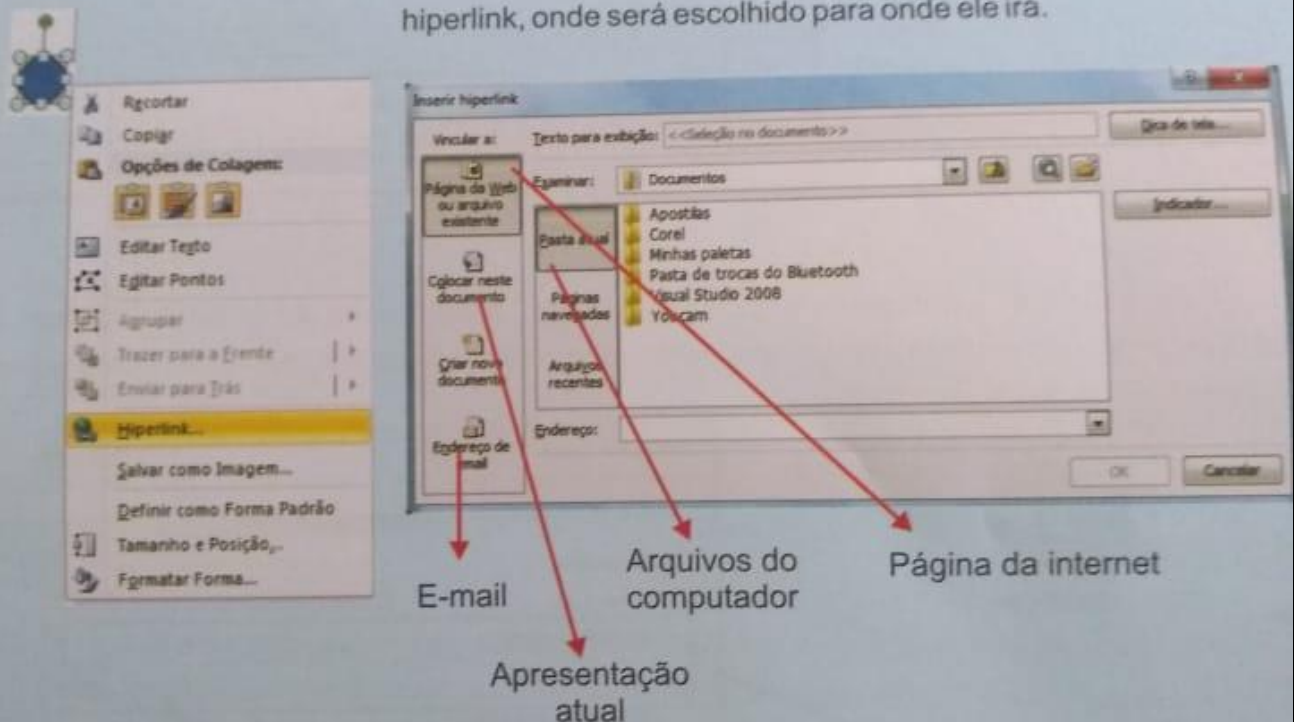 hiperlink, onde será escolhido para onde ele irá.
Recortar
Copiar
Opções de Colagem:
Editar Texto
Editar Pontos
Agrupar
Trazer para a Frente
Enviar para Trás
Hiperlink...
Salvar como Imagem...
Definir como Forma Padrão
Tamanho e Posição...
Formatar Forma...
Inserir hiperlink
Vincular a:
Texto para exibição: <<Seleção no documento>>
Dica de tela...
Página da Web
ou arquivo
existente
Examinar: Documentos
Indicador...
Colocar neste
documento
Criar novo
documento
Endereço de
email
Pasta atual
Páginas
navegadas
Arquivos
recentes
Apostilas
Corel
Minhas paletas
Pasta de trocas do Bluetooth
Visual Studio 2008
Youcam
Endereço:
OK
Cancelar
E-mail
Arquivos do
computador
Página da internet
Apresentação
atual